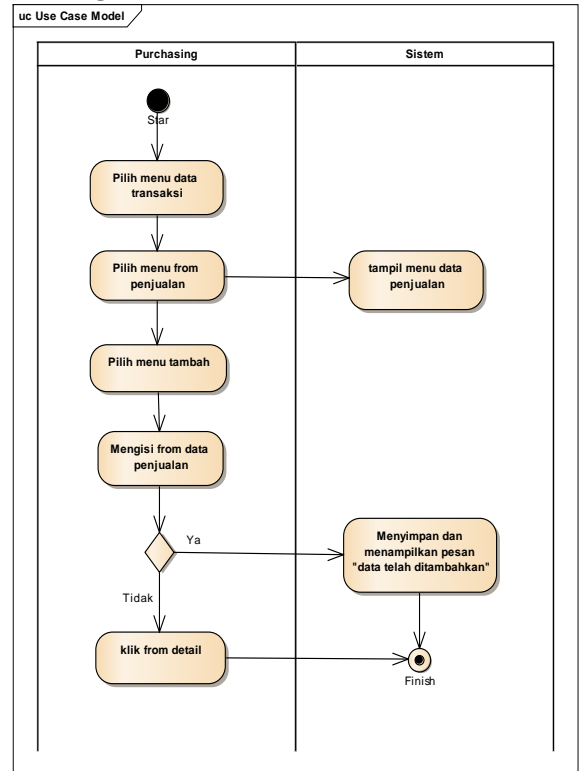 uc Use Case Model
Purchasing
Sistem
Star
Pilih menu data
transaksi
Pilih menu from
penjualan
tampil menu data
penjualan
Pilih menu tambah
Mengisi from data
penjualan
Ya
Menyimpan dan
menampilkan pesan
"data telah ditambahkan"
Tidak
klik from detail
Finish